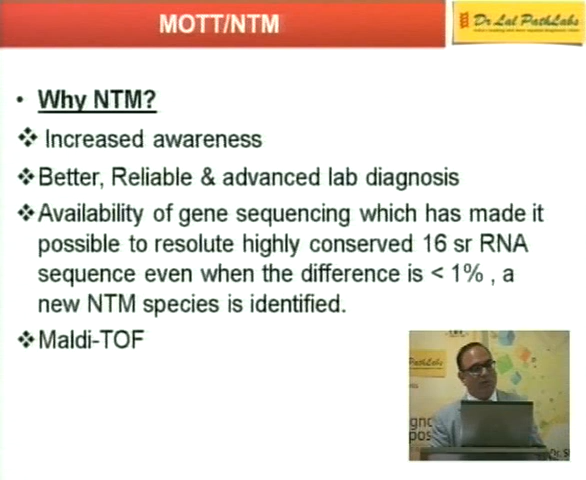 MOTT/NTM
Dr Lal PathLabs
• Why NTM?
❖ Increased awareness
❖ Better, Reliable & advanced lab diagnosis
❖ Availability of gene sequencing which has made it
possible to resolute highly conserved 16 sr RNA
sequence even when the difference is < 1% , a
new NTM species is identified.
❖ Maldi-TOF
PathLabs